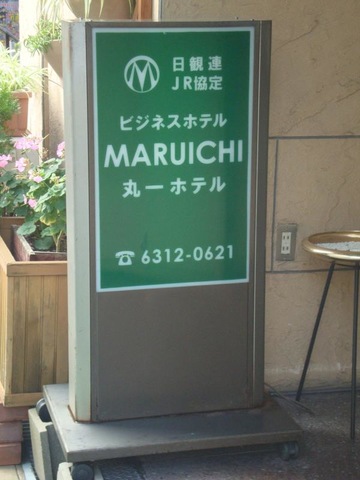 日観連
JR協定
ビジネスホテル
MARUICHI
丸一ホテル
☎6312-0621